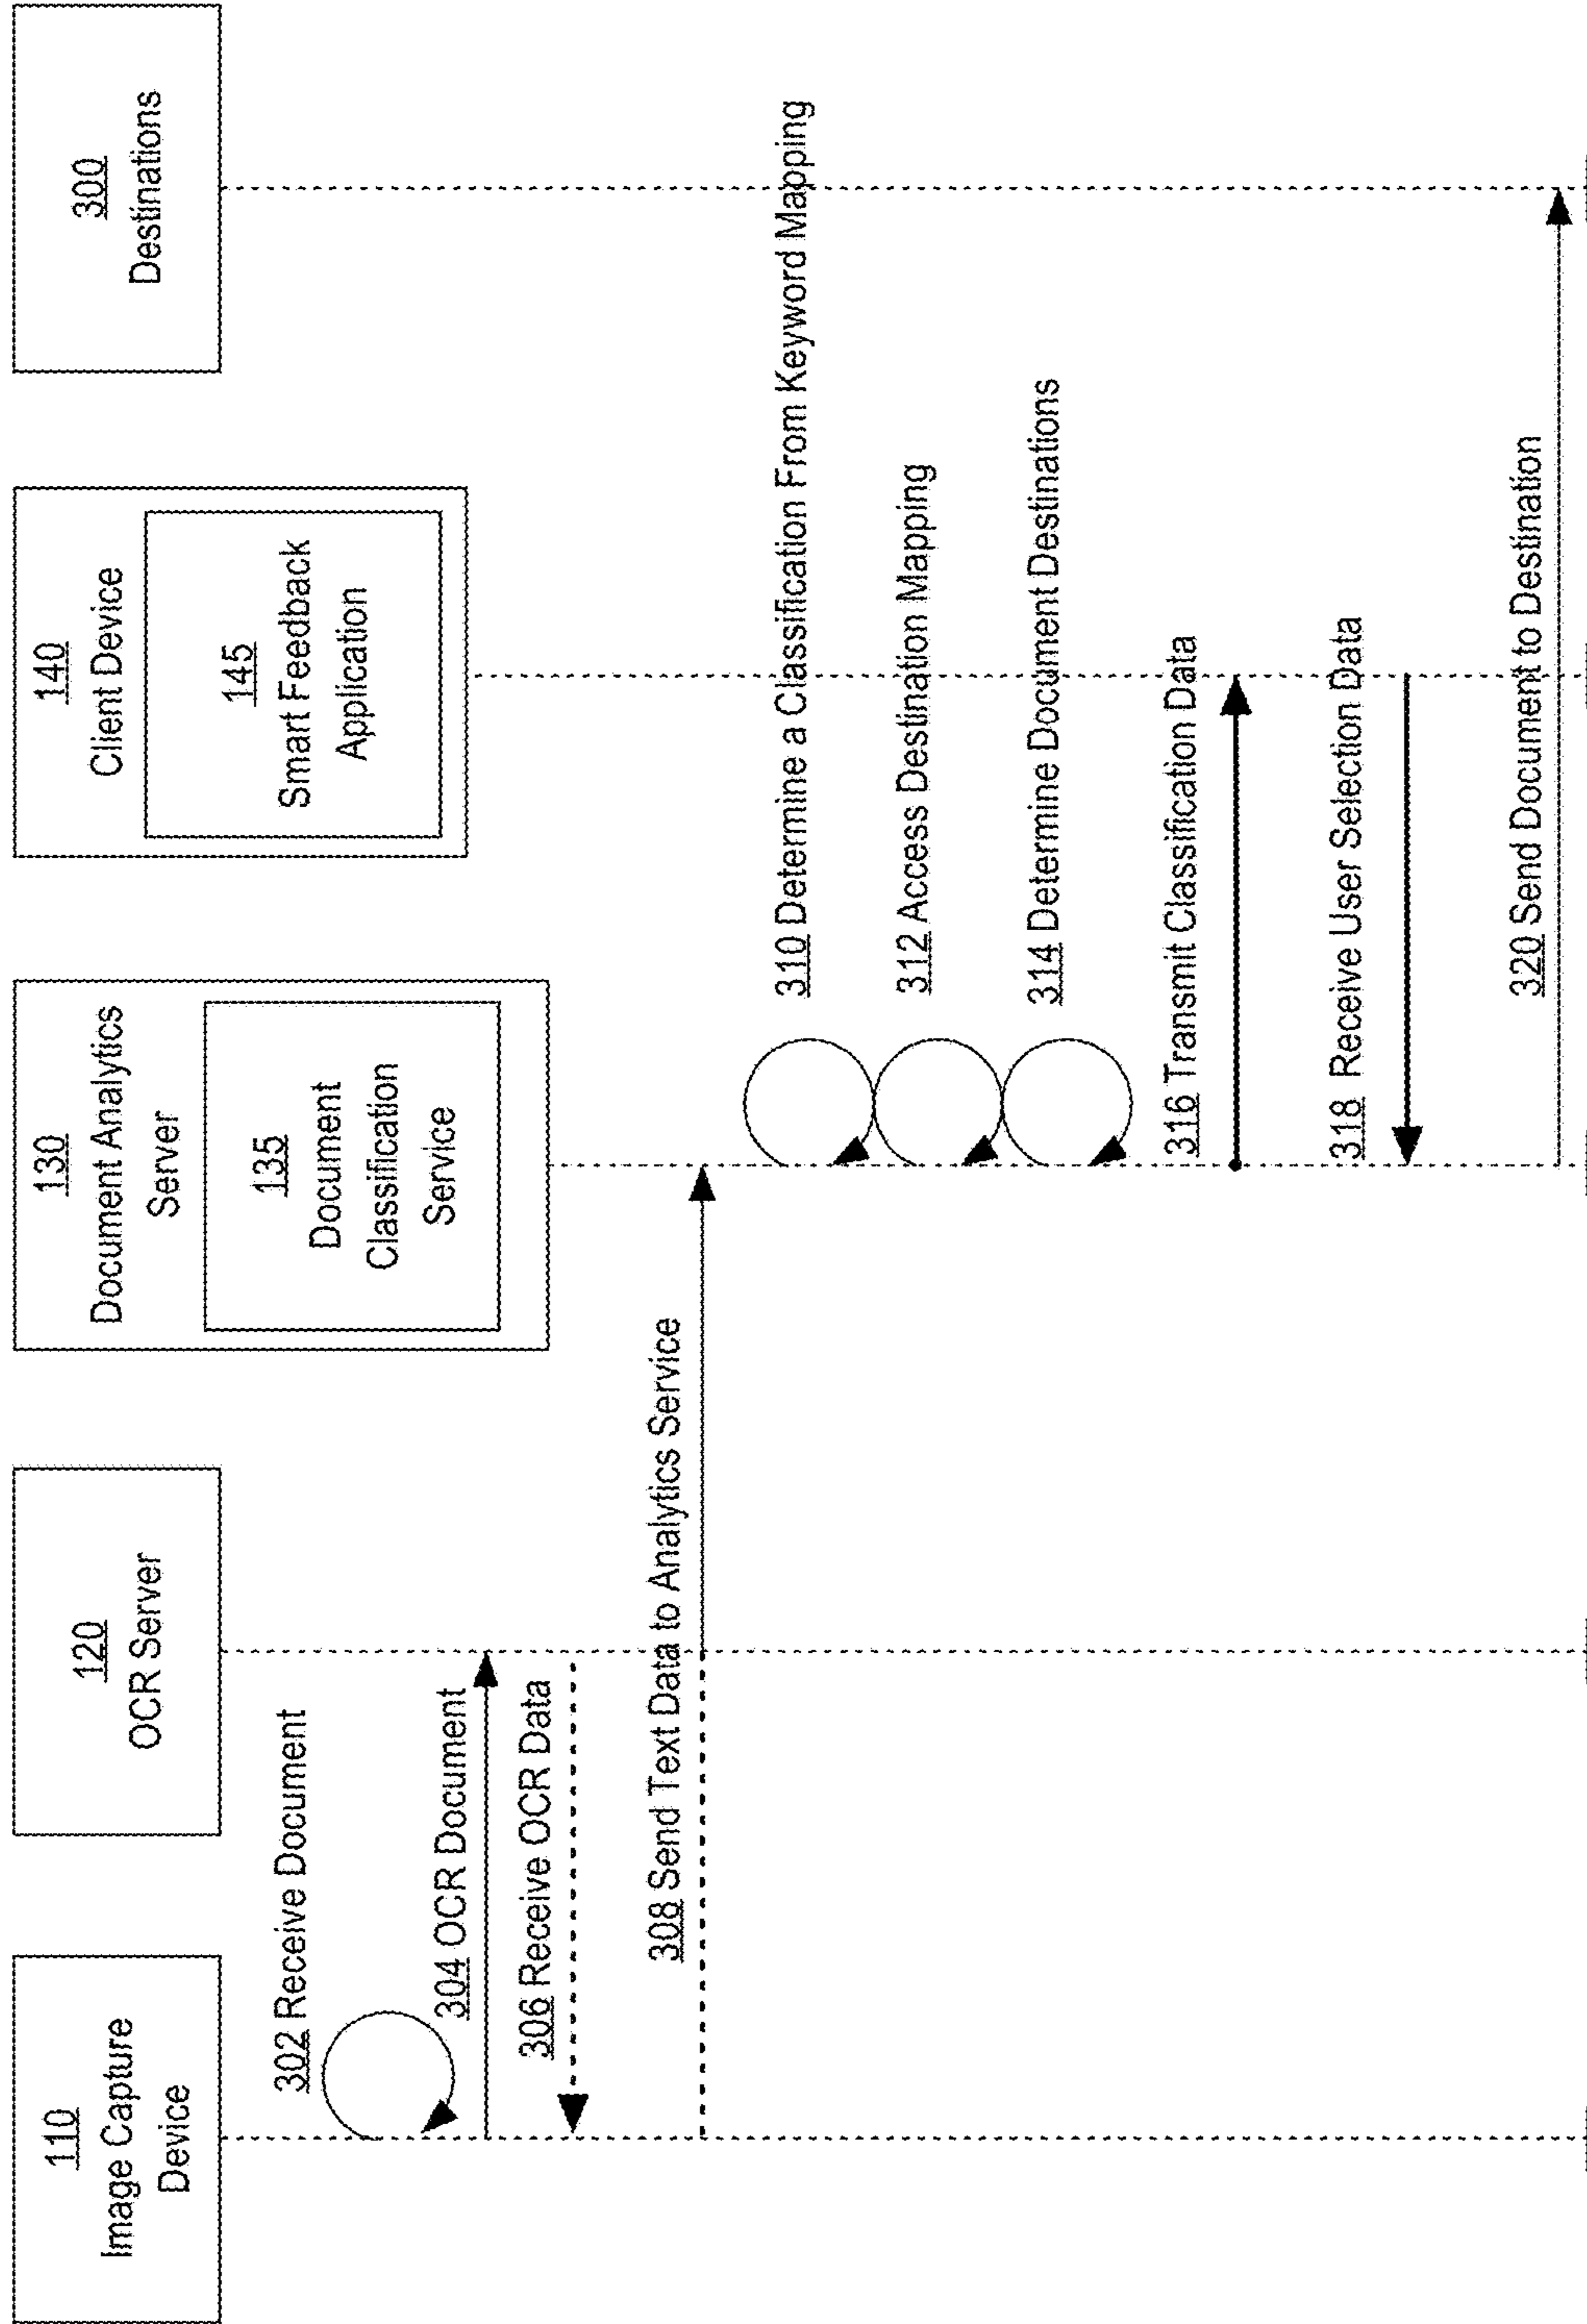 110
Image Capture
Device
120
OCR Server
130
Document Analytics
Server
135
Document
Classification
Service
140
Client Device
145
Smart Feedback
Application
300
Destinations
302 Receive Document
304 OCR Document
306 Receive OCR Data
308 Send Text Data to Analytics Service
310 Determine a Classification From Keyword Mapping
312 Access Destination Mapping
314 Determine Document Destinations
316 Transmit Classification Data
318 Receive User Selection Data
320 Send Document to Destination